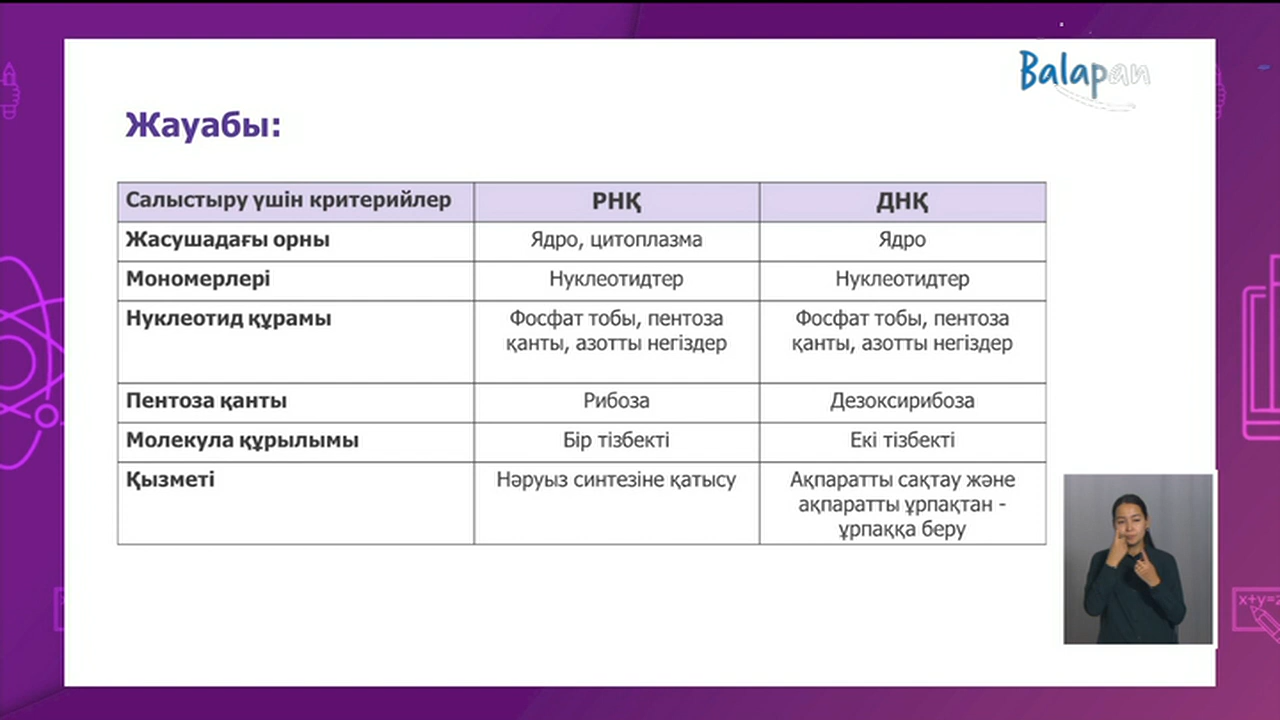 Balapan
Жауабы:
Салыстыру үшін критерийлер РНҚ ДНҚ
Жасушадағы орны Ядро, цитоплазма Ядро
Мономерлері Нуклеотидтер Нуклеотидтер
Нуклеотид құрамы Фосфат тобы, пентоза Фосфат тобы, пентоза
қанты, азотты негіздер қанты, азотты негіздер
Пентоза қанты Рибоза Дезоксирибоза
Молекула құрылымы Бір тізбекті Екі тізбекті
Қызметі Нәруыз синтезіне қатысу Ақпаратты сақтау және
ақпаратты ұрпақтан -
ұрпаққа беру